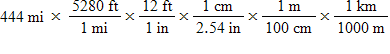 444 mi × 5280 ft / 1 mi × 12 ft / 1 in × 1 cm / 2.54 in × 1 m / 100 cm × 1 km / 1000 m